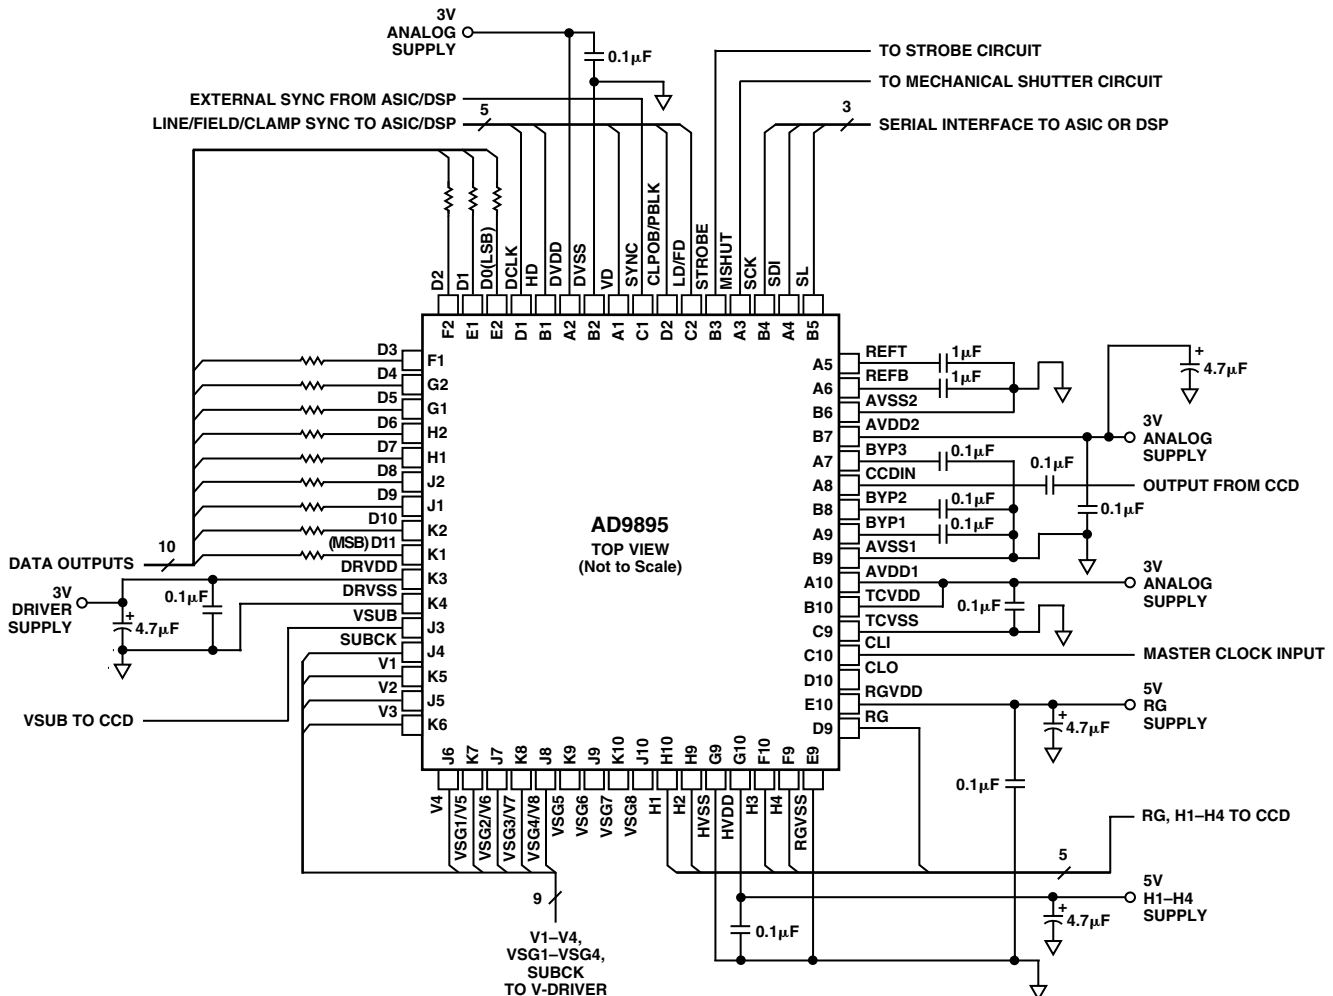 3V
ANALOG
SUPPLY
0.1µF
TO STROBE CIRCUIT
TO MECHANICAL SHUTTER CIRCUIT
EXTERNAL SYNC FROM ASIC/DSP
5
LINE/FIELD/CLAMP SYNC TO ASIC/DSP
3
SERIAL INTERFACE TO ASIC OR DSP
D2
D1
D0(LSB)
DCLK
HD
DVDD
DVSS
VD
SYNC
CLPOB/PBLK
LD/FD
STROBE
MSHUT
SCK
SDI
SL
F2
E1
E2
D1
B1
A2
B2
A1
C1
D2
C2
B3
A3
B4
A4
B5
D3
F1
D4
G2
D5
G1
D6
H2
D7
H1
D8
J2
D9
J1
D10
K2
(MSB) D11
K1
DRVDD
K3
DRVSS
K4
VSUB
J3
SUBCK
J4
V1
K5
V2
J5
V3
K6
10
DATA OUTPUTS
3V
DRIVER
SUPPLY
0.1µF
+
4.7µF
VSUB TO CCD
AD9895
TOP VIEW
(Not to Scale)
A5
REFT
1µF
A6
REFB
1µF
B6
AVSS2
B7
AVDD2
A7
BYP3
0.1µF
A8
CCDIN
B8
BYP2
0.1µF
A9
BYP1
0.1µF
B9
AVSS1
A10
AVDD1
B10
TCVDD
C9
TCVSS
C10
CLI
D10
CLO
E10
RGVDD
D9
RG
+
4.7µF
3V
ANALOG
SUPPLY
0.1µF
OUTPUT FROM CCD
0.1µF
3V
ANALOG
SUPPLY
0.1µF
MASTER CLOCK INPUT
5V
RG
SUPPLY
+
4.7µF
0.1µF
J6
K7
J7
K8
J8
K9
J9
K10
J10
H10
H9
G9
G10
F10
F9
E9
V4
VSG1/V5
VSG2/V6
VSG3/V7
VSG4/V8
VSG5
VSG6
VSG7
VSG8
H1
H2
HVSS
HVDD
H3
H4
RGVSS
RG, H1–H4 TO CCD
5
5V
H1–H4
SUPPLY
+
4.7µF
0.1µF
9
V1–V4,
VSG1–VSG4,
SUBCK
TO V-DRIVER